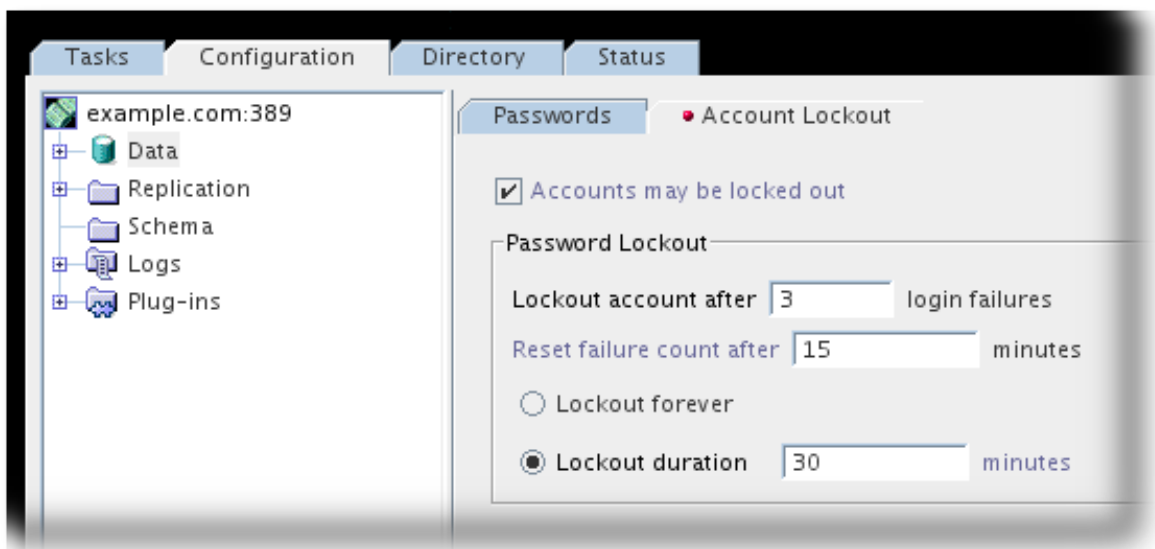 Tasks Configuration Directory Status
example.com:389
Data
Replication
Schema
Logs
Plug-ins
Passwords Account Lockout
Accounts may be locked out
Password Lockout
Lockout account after 3 login failures
Reset failure count after 15 minutes
Lockout forever
Lockout duration 30 minutes